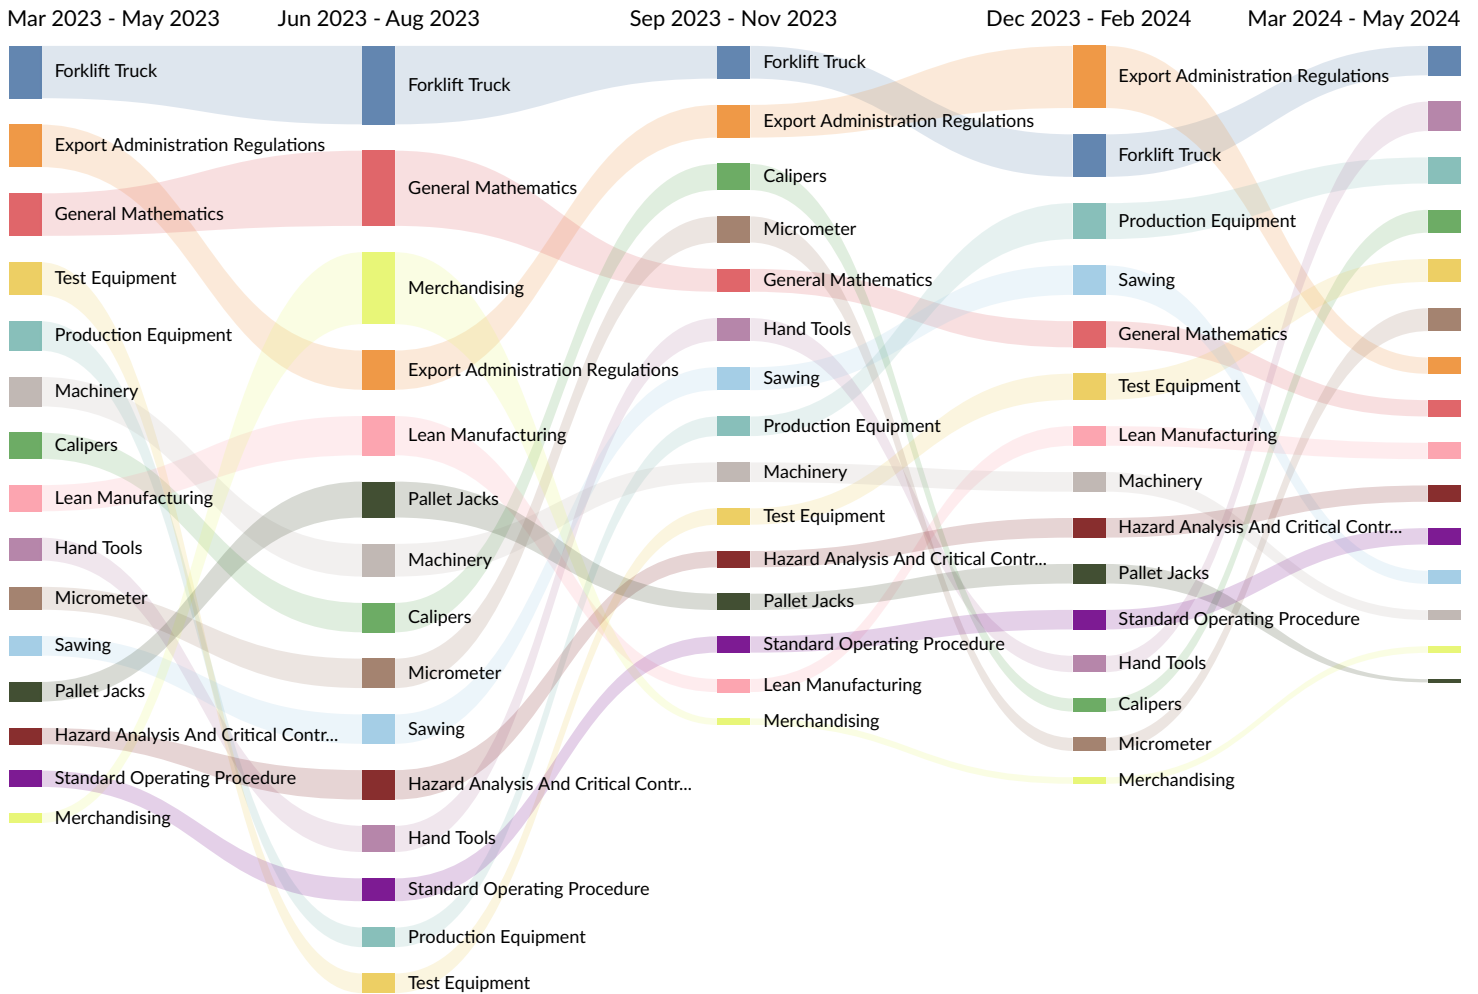 Mar 2023 - May 2023
Jun 2023 - Aug 2023
Sep 2023 - Nov 2023
Dec 2023 - Feb 2024
Mar 2024 - May 2024
Forklift Truck
Export Administration Regulations
General Mathematics
Test Equipment
Production Equipment
Machinery
Calipers
Lean Manufacturing
Hand Tools
Micrometer
Sawing
Pallet Jacks
Hazard Analysis And Critical Contr...
Standard Operating Procedure
Merchandising
Forklift Truck
General Mathematics
Merchandising
Export Administration Regulations
Lean Manufacturing
Pallet Jacks
Machinery
Calipers
Micrometer
Sawing
Hazard Analysis And Critical Contr...
Hand Tools
Standard Operating Procedure
Production Equipment
Test Equipment
Forklift Truck
Export Administration Regulations
Calipers
Micrometer
General Mathematics
Hand Tools
Sawing
Production Equipment
Machinery
Test Equipment
Hazard Analysis And Critical Contr...
Pallet Jacks
Standard Operating Procedure
Lean Manufacturing
Merchandising
Export Administration Regulations
Forklift Truck
Production Equipment
Sawing
General Mathematics
Test Equipment
Lean Manufacturing
Machinery
Hazard Analysis And Critical Contr...
Pallet Jacks
Standard Operating Procedure
Hand Tools
Calipers
Micrometer
Merchandising